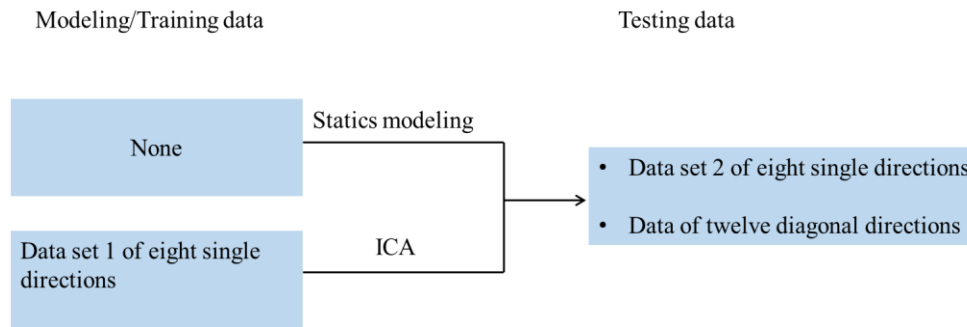 Modeling/Training data
Testing data
None
Statics modeling
• Data set 2 of eight single directions
• Data of twelve diagonal directions
Data set 1 of eight single
directions
ICA